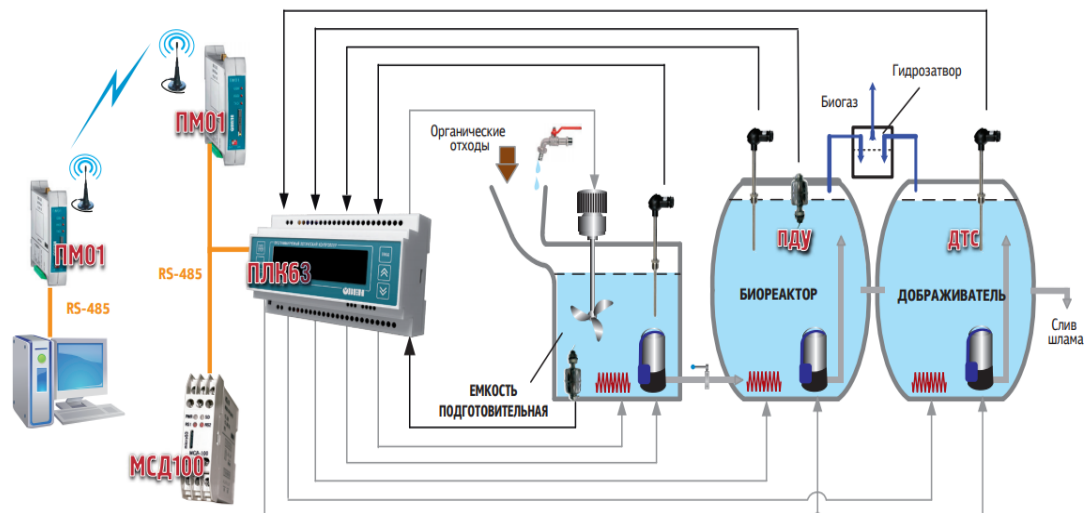 ПМ01
Гидрозатвор
Биогаз
Органические
отходы
ПМ01
ПДУ
ДТС
RS-485
ПЛК63
ОВЕН
БИОРЕАКТОР
ДОБРАЖИВАТЕЛЬ
RS-485
Слив
шлама
ЕМКОСТЬ
ПОДГОТОВИТЕЛЬНАЯ
МСД100